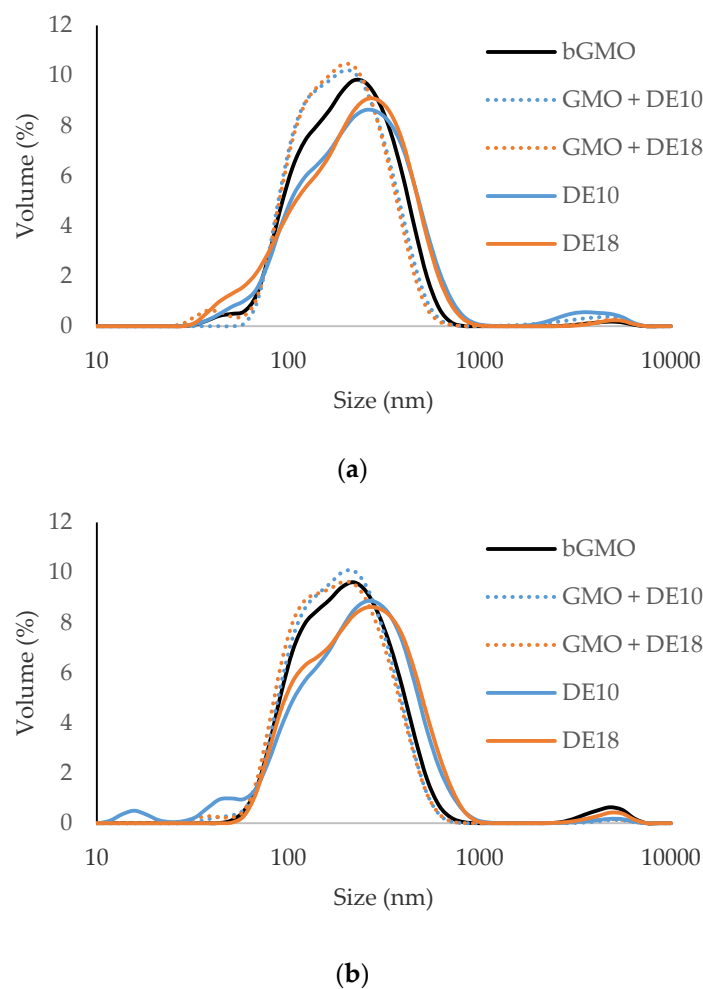 12
10
8
6
4
2
0
Volume (%)
10
100
1000
10000
Size (nm)
bGMO
GMO + DE10
GMO + DE18
DE10
DE18
(a)
12
10
8
6
4
2
0
Volume (%)
10
100
1000
10000
Size (nm)
bGMO
GMO + DE10
GMO + DE18
DE10
DE18
(b)